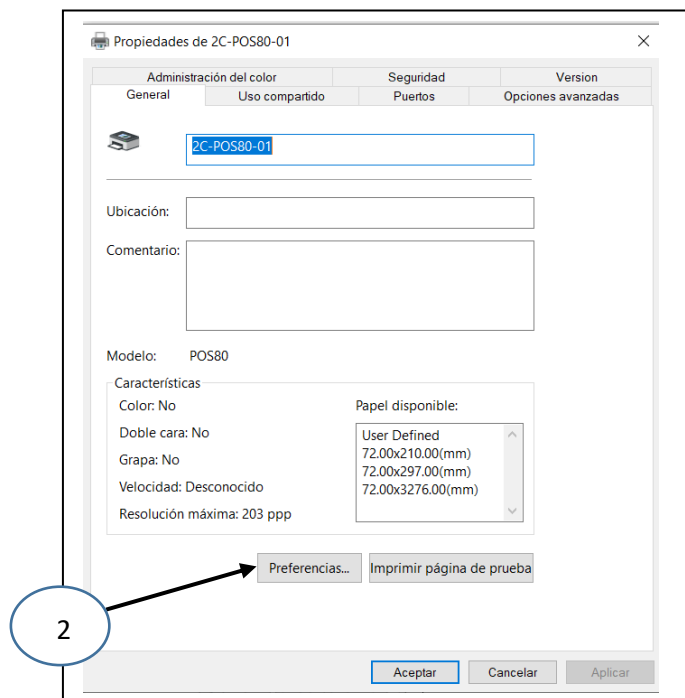 Propiedades de 2C-POS80-01
Administración del color
Seguridad
Version
General
Uso compartido
Puertos
Opciones avanzadas
2C-POS80-01
Ubicación:
Comentario:
Modelo: POS80
Características
Color: No
Doble cara: No
Grapa: No
Velocidad: Desconocido
Resolución máxima: 203 ppp
Papel disponible:
User Defined
72.00x210.00(mm)
72.00x297.00(mm)
72.00x3276.00(mm)
Preferencias...
Imprimir página de prueba
2
Aceptar
Cancelar
Aplicar